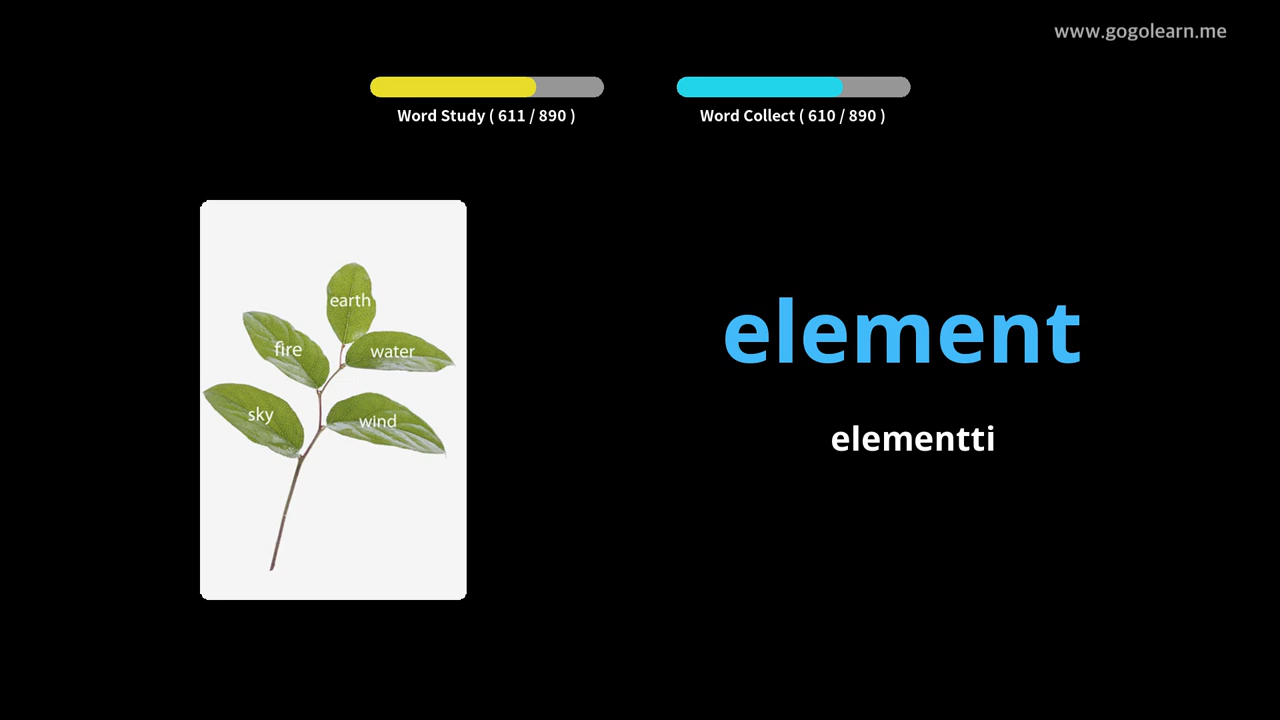 www.gogolearn.me
Word Study ( 611 / 890 )
Word Collect ( 610 / 890 )
earth
fire
water
sky
wind
element
elementti